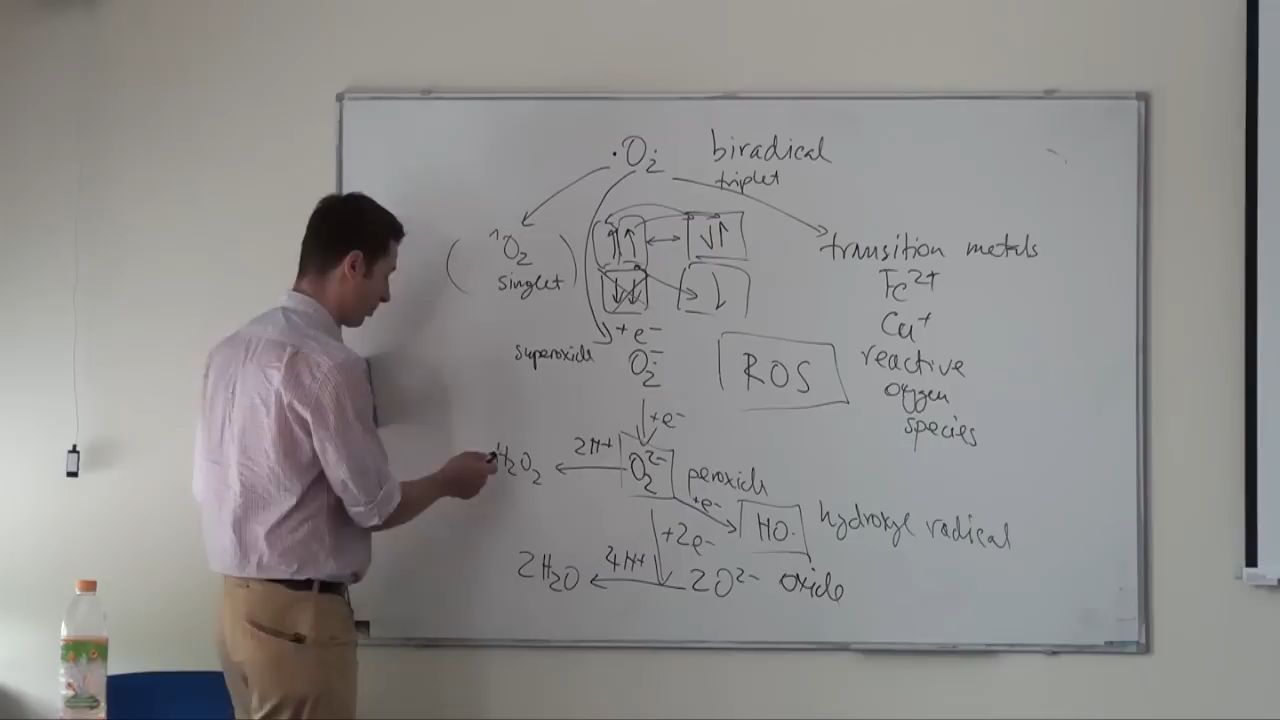 ·O₂: biradical
triplet
¹O₂
singlet
transition metals
Fe²⁺
Cu⁺
+e⁻
superoxide
O₂⁻
ROS
reactive
oxygen
species
+e⁻
H₂O₂ 2H⁺ O₂²⁻ peroxide
+e⁻
HO· hydroxyl radical
+2e⁻
2H₂O 4H⁺ 2O²⁻ oxide